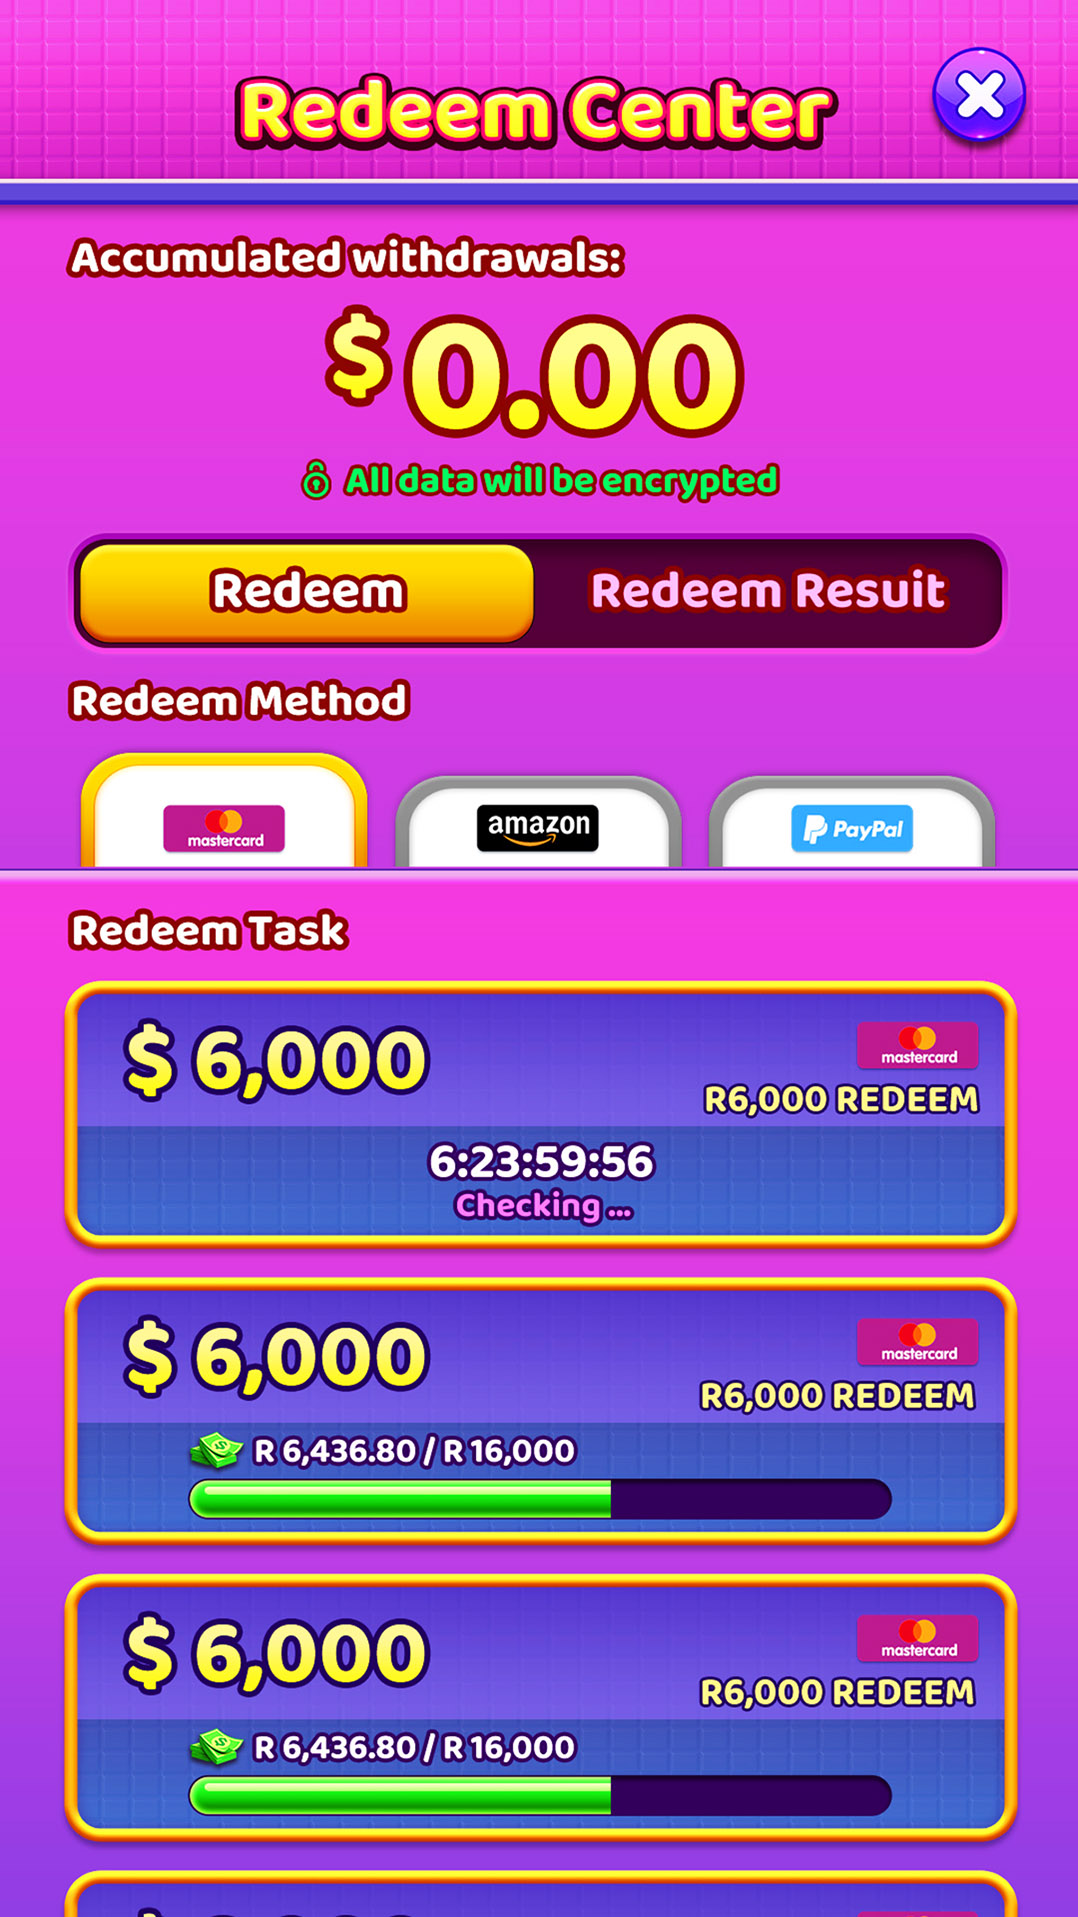 Redeem Center
Accumulated withdrawals:
$0.00
All data will be encrypted
Redeem
Redeem Resuit
Redeem Method
mastercard
amazon
PayPal
Redeem Task
$ 6,000
mastercard
R6,000 REDEEM
6:23:59:56
Checking ...
$ 6,000
mastercard
R6,000 REDEEM
R 6,436.80 / R 16,000
$ 6,000
mastercard
R6,000 REDEEM
R 6,436.80 / R 16,000